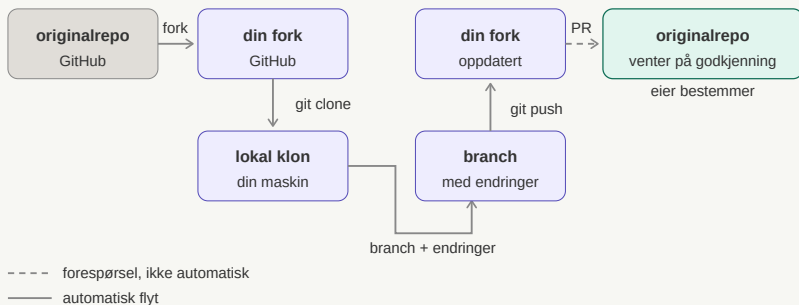 originalrepo
GitHub
fork
din fork
GitHub
din fork
oppdatert
PR
originalrepo
venter på godkjenning
eier bestemmer
git clone
git push
lokal klon
din maskin
branch
med endringer
branch + endringer
forespørsel, ikke automatisk
automatisk flyt